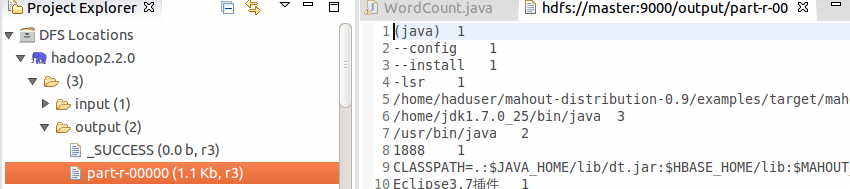 Project Explorer
DFS Locations
hadoop2.2.0
(3)
input (1)
output (2)
_SUCCESS (0.0 b, r3)
part-r-00000 (1.1 Kb, r3)
WordCount.java
hdfs://master:9000/output/part-r-00
1 (java) 1
2 --config 1
3 --install 1
4 -lsr 1
5 /home/haduser/mahout-distribution-0.9/examples/target/mah
6 /home/jdk1.7.0_25/bin/java 3
7 /usr/bin/java 2
8 1888 1
9 CLASSPATH=.:$JAVA_HOME/lib/dt.jar:$HBASE_HOME/lib:$MAHOUT_
10 Eclipse3.7插件 1